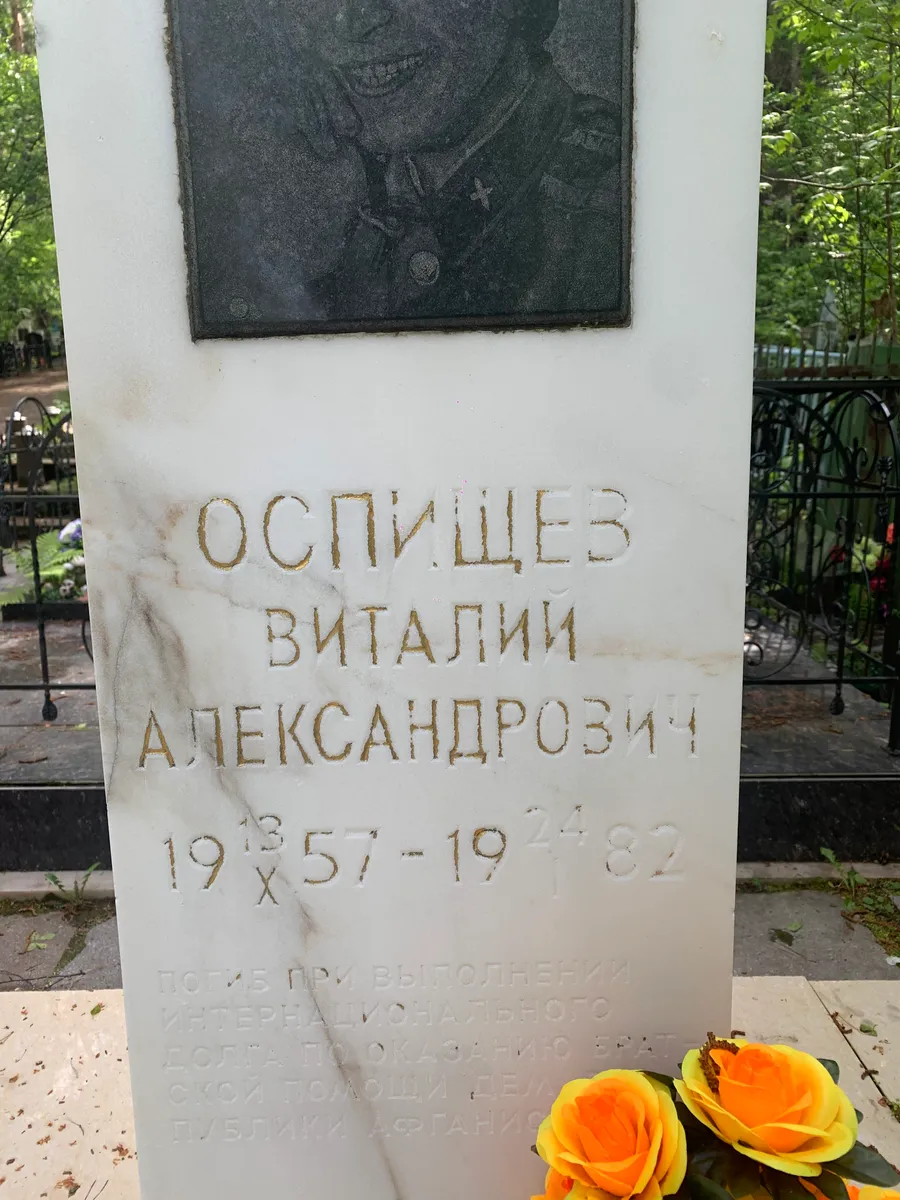 ОСПИЩЕВ
ВИТАЛИЙ
АЛЕКСАНДРОВИЧ
19 13/X 57 - 19 24/I 82
ПОГИБ ПРИ ВЫПОЛНЕНИИ
ИНТЕРНАЦИОНАЛЬНОГО
ДОЛГА ПО ОКАЗАНИЮ БРАТ
СКОЙ ПОМОЩИ ДЕМ
ПУБЛИКИ АФГАНИС